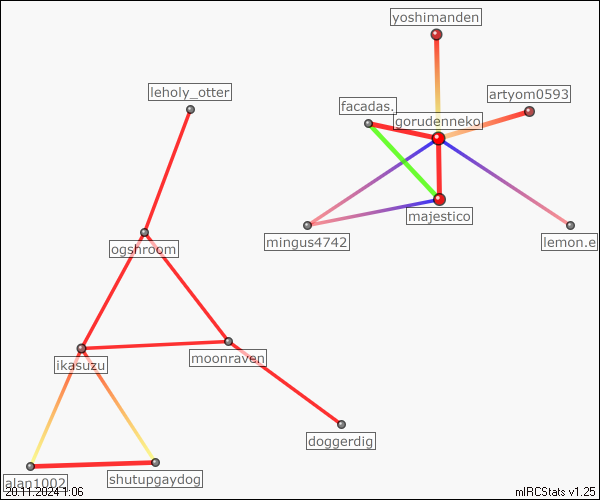 yoshimanden
leholy_otter
artyom0593
facadas.
gorudenneko
majestico
mingus4742
lemon.e
ogshroom
moonraven
ikasuzu
doggerdig
shutupgaydog
alan1002
20.11.2024 1:06
mIRCStats v1.25